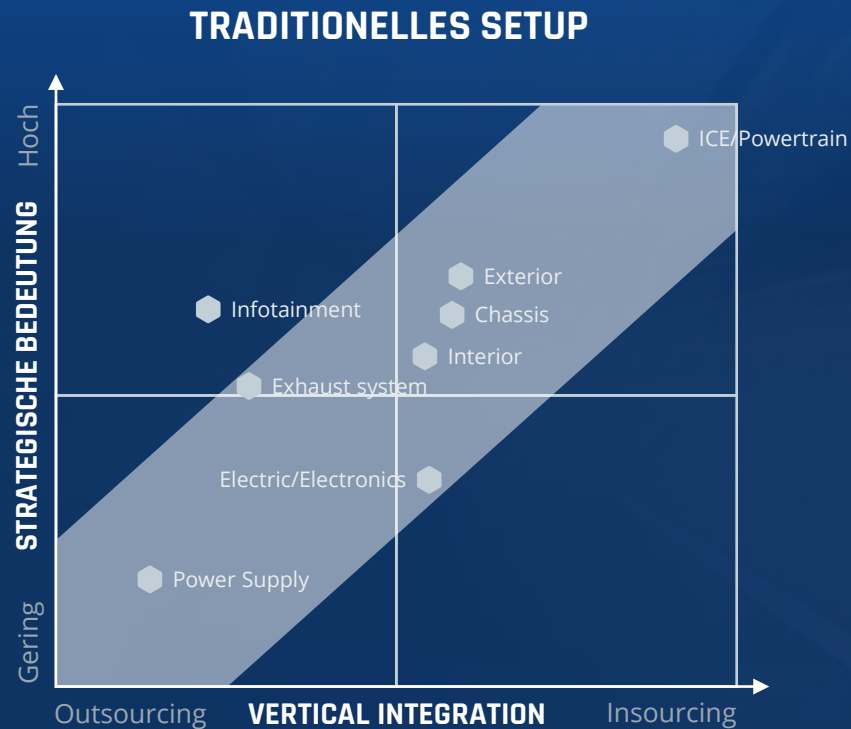 TRADITIONELLES SETUP
Hoch
STRATEGISCHE BEDEUTUNG
Gering
ICE/Powertrain
Exterior
Infotainment
Chassis
Interior
Exhaust system
Electric/Electronics
Power Supply
Outsourcing
VERTICAL INTEGRATION
Insourcing